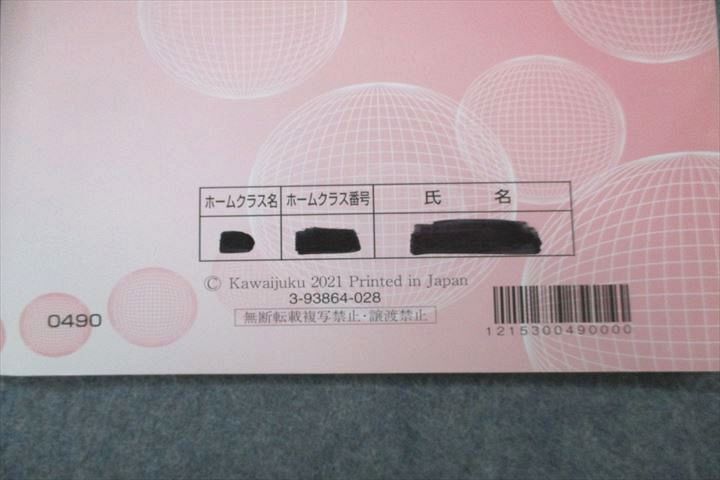 ホームクラス名 ホームクラス番号 氏 名
© Kawaijuku 2021 Printed in Japan
3-93864-028
無断転載複写禁止・譲渡禁止
0490
1215300490000